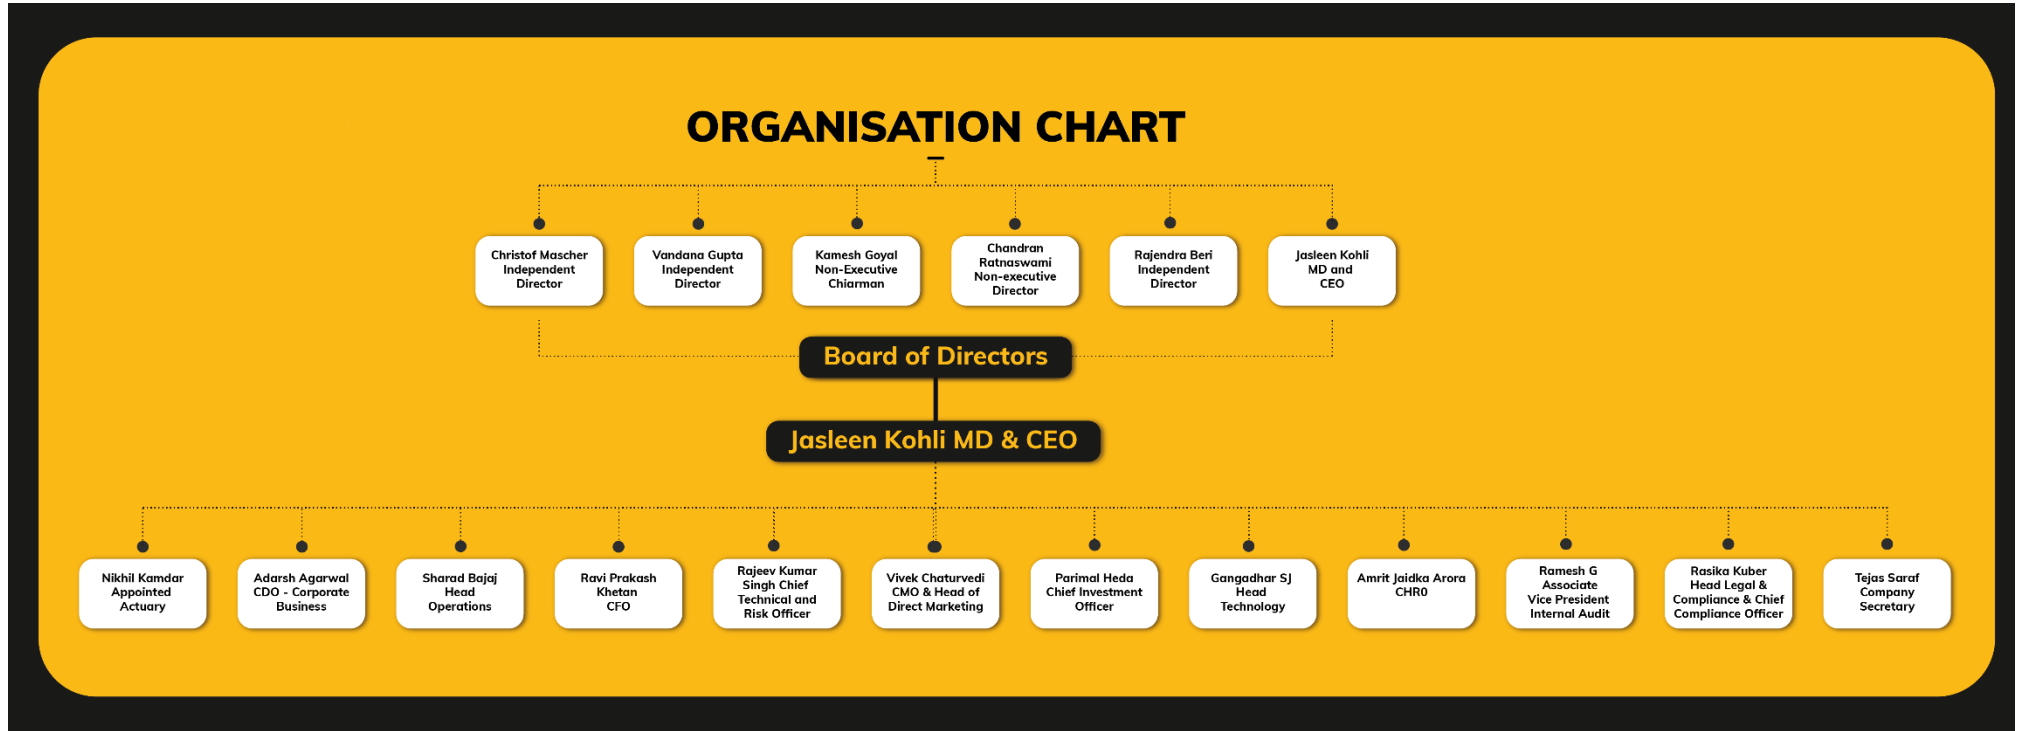 ORGANISATION CHART
Christof Mascher
Independent
Director
Vandana Gupta
Independent
Director
Kamesh Goyal
Non-Executive
Chiarman
Chandran
Ratnaswami
Non-executive
Director
Rajendra Beri
Independent
Director
Jasleen Kohli
MD and
CEO
Board of Directors
Jasleen Kohli MD & CEO
Nikhil Kamdar
Appointed
Actuary
Adarsh Agarwal
CDO - Corporate
Business
Sharad Bajaj
Head
Operations
Ravi Prakash
Khetan
CFO
Rajeev Kumar
Singh Chief
Technical and
Risk Officer
Vivek Chaturvedi
CMO & Head of
Direct Marketing
Parimal Heda
Chief Investment
Officer
Gangadhar SJ
Head
Technology
Amrit Jaidka Arora
CHR0
Ramesh G
Associate
Vice President
Internal Audit
Rasika Kuber
Head Legal &
Compliance & Chief
Compliance Officer
Tejas Saraf
Company
Secretary